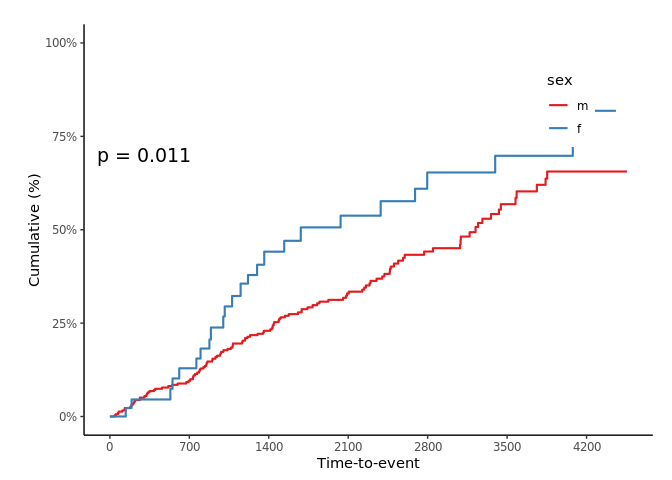 100%
75%
50%
25%
0%
Cumulative (%)
p = 0.011
sex
m
f
0 700 1400 2100 2800 3500 4200
Time-to-event